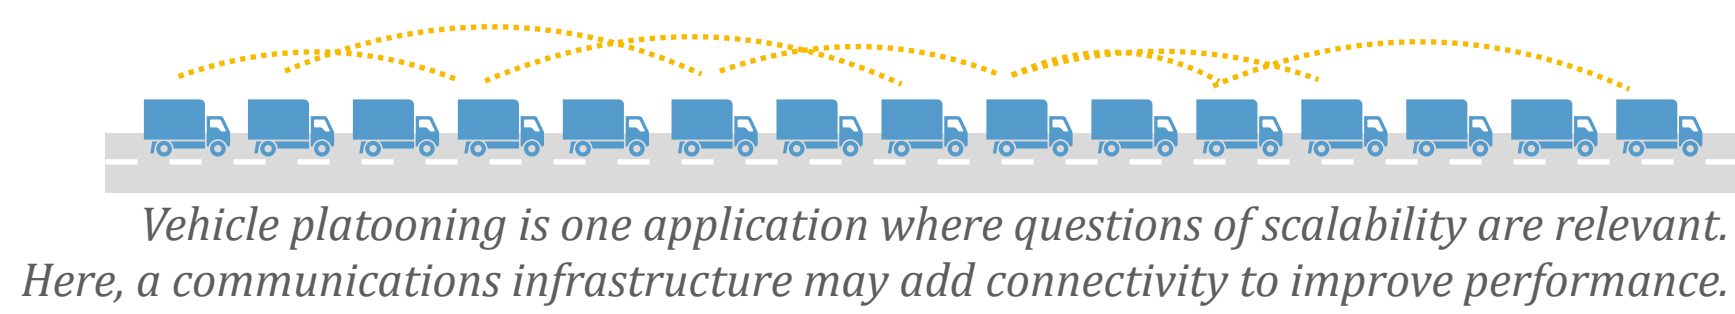 Vehicle platooning is one application where questions of scalability are relevant.
Here, a communications infrastructure may add connectivity to improve performance.